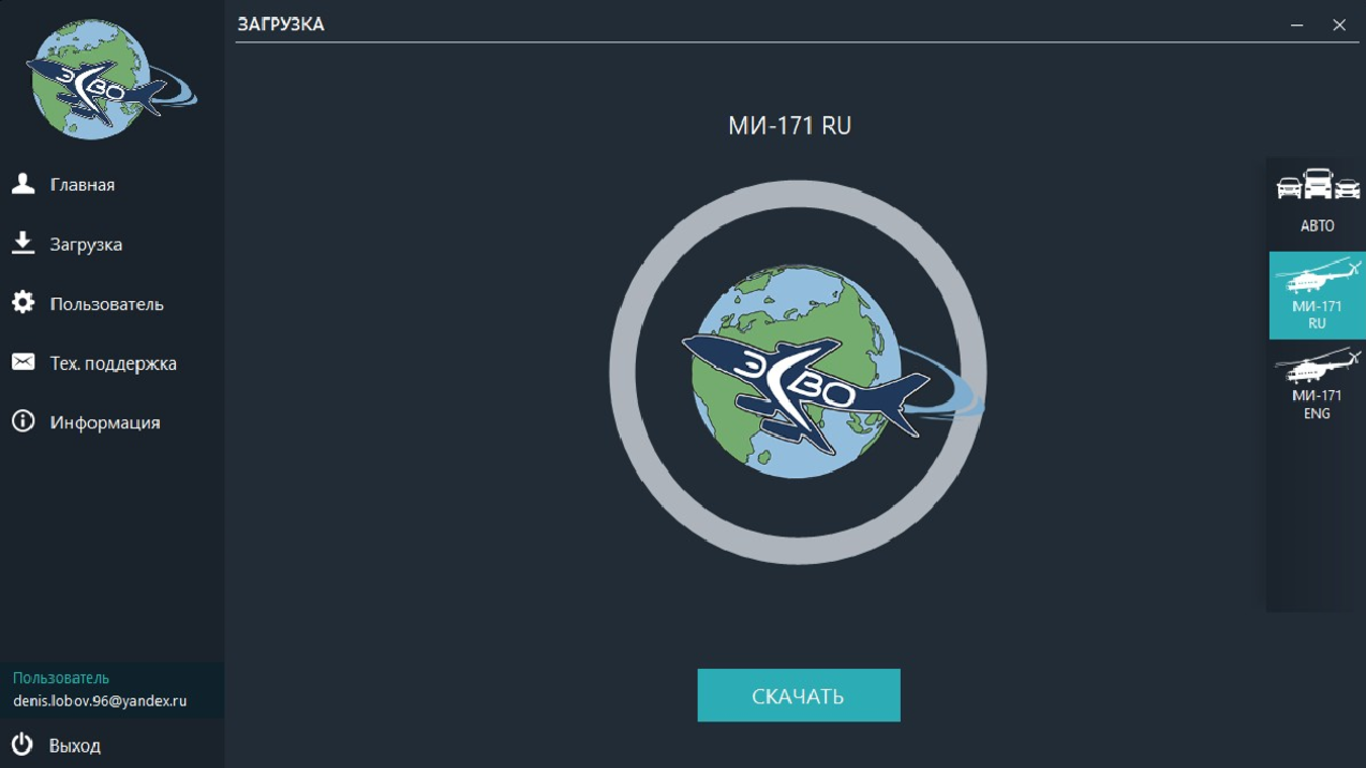 ЗАГРУЗКА
ЭВО
Главная
Загрузка
Пользователь
Тех. поддержка
Информация
Пользователь
denis.lobov.96@yandex.ru
Выход
МИ-171 RU
ЭВО
СКАЧАТЬ
АВТО
МИ-171
RU
МИ-171
ENG